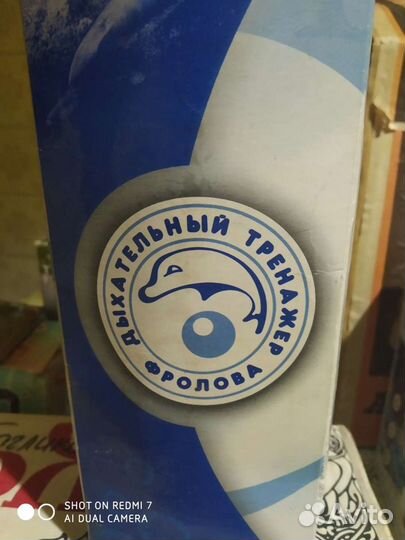 ДЫХАТЕЛЬНЫЙ ТРЕНАЖЕР
ФРОЛОВА
SHOT ON REDMI 7
AI DUAL CAMERA
Avito